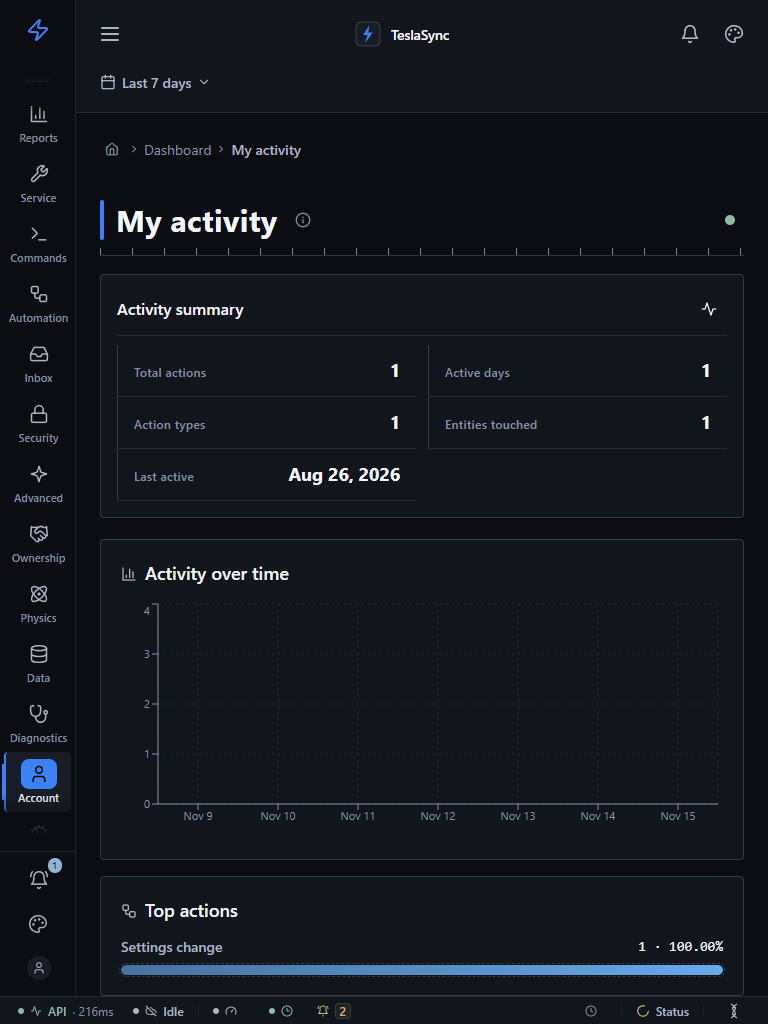 TeslaSync
Last 7 days
Reports
Service
Commands
Automation
Inbox
Security
Advanced
Ownership
Physics
Data
Diagnostics
Account
1
Dashboard > My activity
My activity
Activity summary
Total actions 1
Active days 1
Action types 1
Entities touched 1
Last active Aug 26, 2026
Activity over time
4
3
2
1
0
Nov 9 Nov 10 Nov 11 Nov 12 Nov 13 Nov 14 Nov 15
Top actions
Settings change 1 · 100.00%
API · 216ms Idle 2 Status